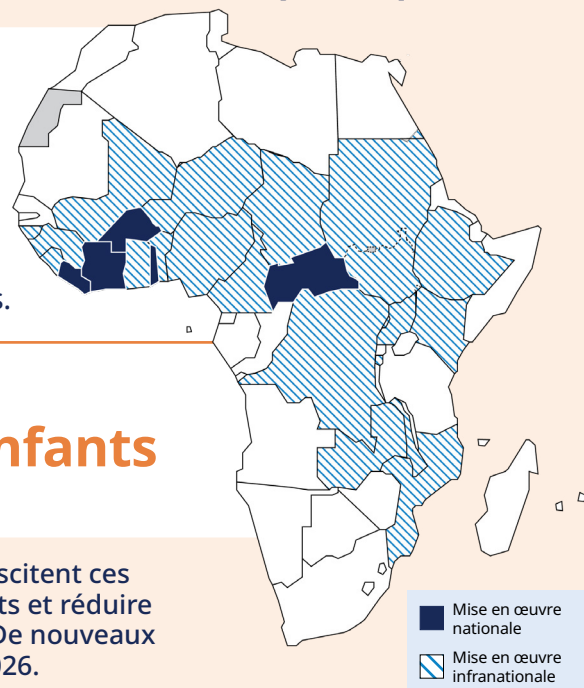 s.
nfants
scitent ces
ts et réduire
De nouveaux
026.
Mise en œuvre
nationale
Mise en œuvre
infranationale